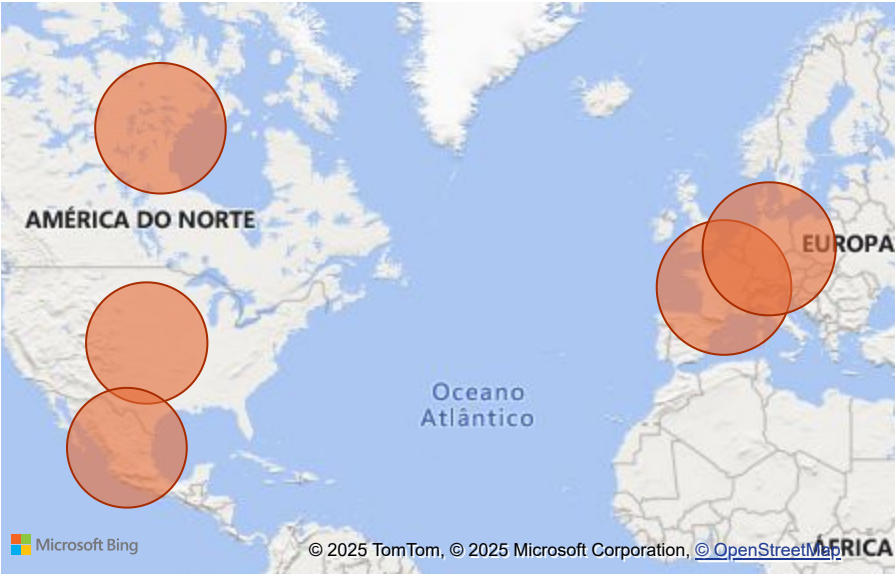 AMÉRICA DO NORTE
EUROPA
Oceano
Atlântico
Microsoft Bing
© 2025 TomTom, © 2025 Microsoft Corporation, © OpenStreetMap
ÁFRICA